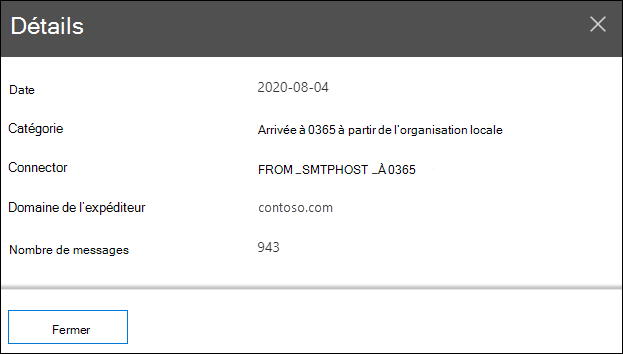 Détails
Date 2020-08-04
Catégorie Arrivée à 0365 à partir de l'organisation locale
Connector FROM _SMTPHOST _À 0365
Domaine de l'expéditeur contoso.com
Nombre de messages 943
Fermer